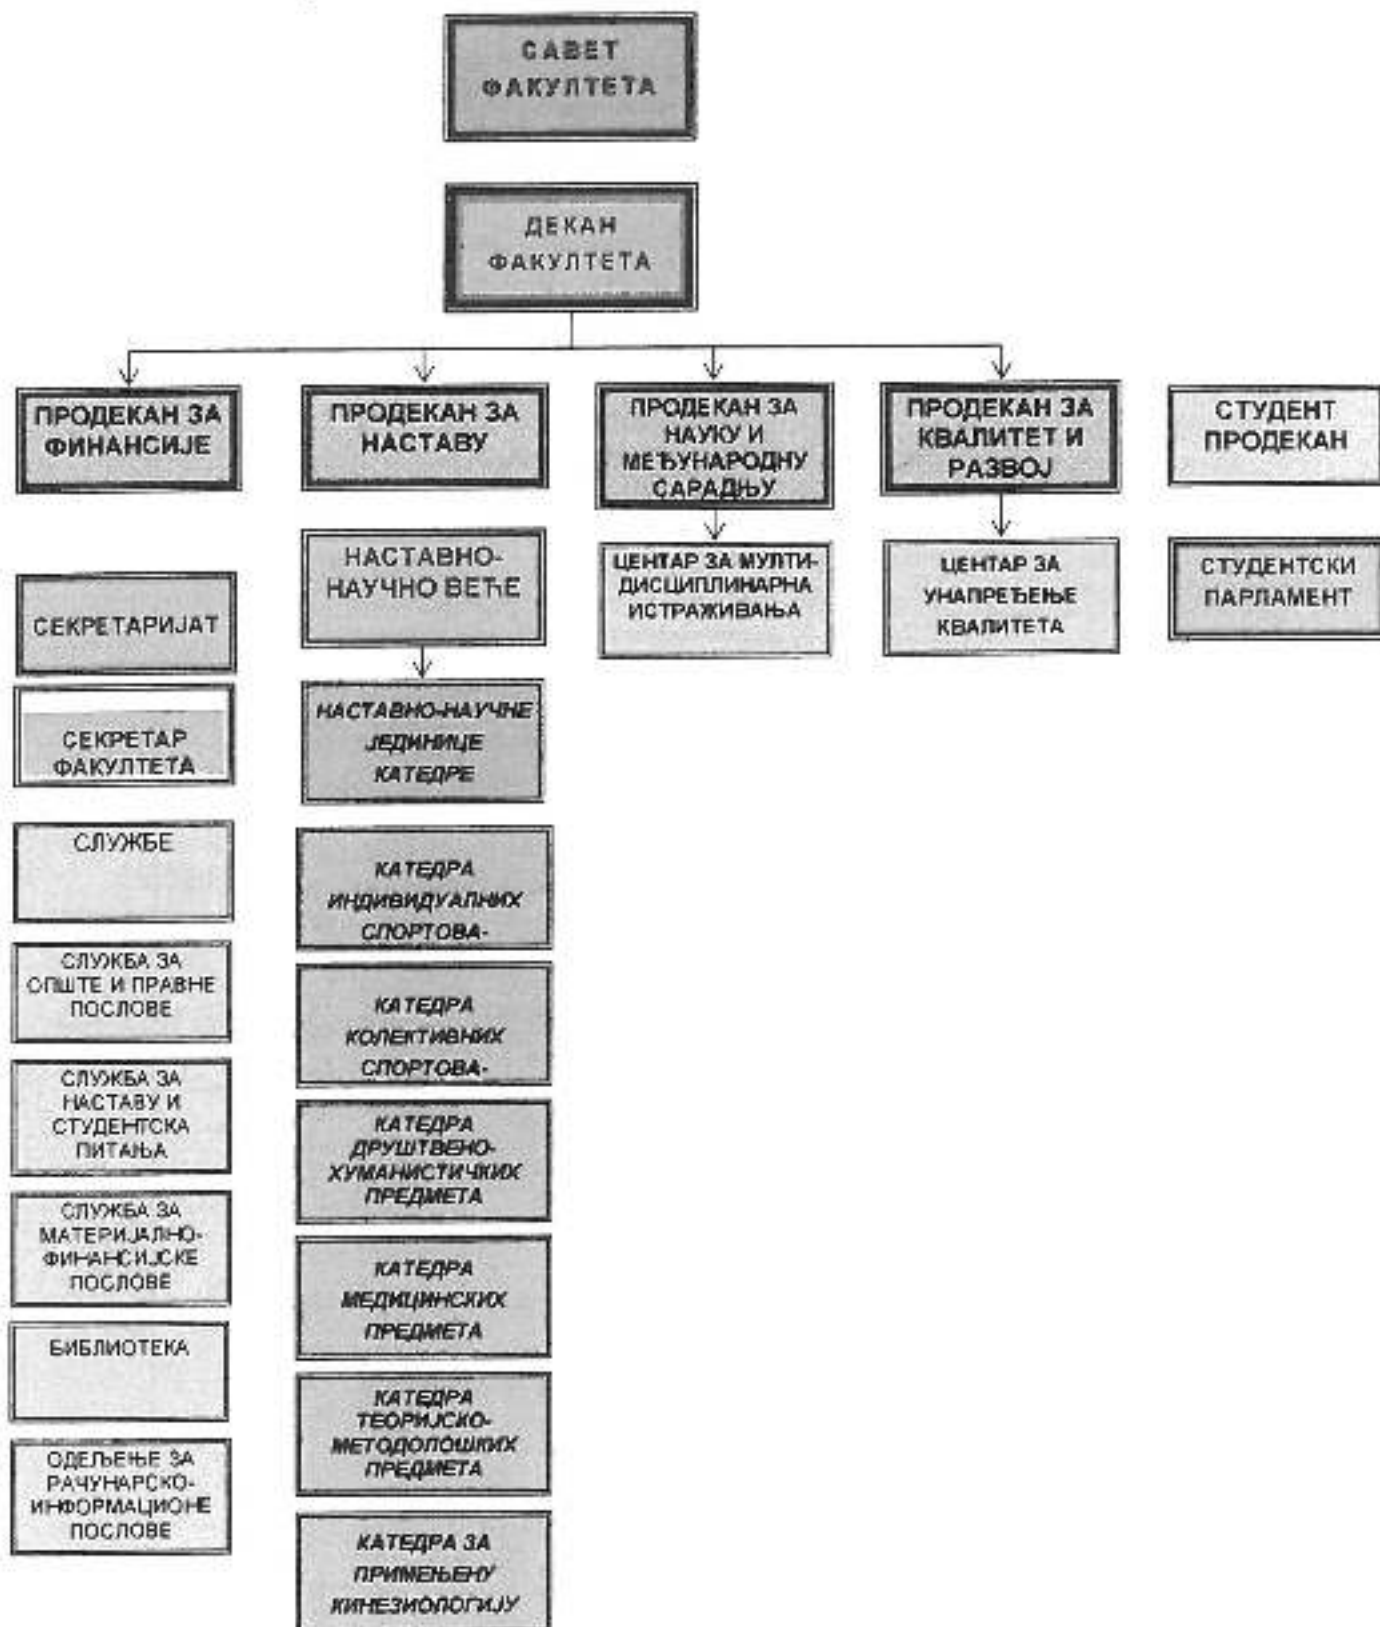 САВЕТ
ФАКУЛТЕТА
ДЕКАН
ФАКУЛТЕТА
ПРОДЕКАН ЗА
ФИНАНСИЈЕ
ПРОДЕКАН ЗА
НАСТАВУ
ПРОДЕКАН ЗА
НАУКУ И
МЕЂУНАРОДНУ
САРАДЊУ
ПРОДЕКАН ЗА
КВАЛИТЕТ И
РАЗВОЈ
СТУДЕНТ
ПРОДЕКАН
СЕКРЕТАРИЈАТ
НАСТАВНО-
НАУЧНО ВЕЋЕ
ЦЕНТАР ЗА МУЛТИ-
ДИСЦИПЛИНАРНА
ИСТРАЖИВАЊА
ЦЕНТАР ЗА
УНАПРЕЂЕЊЕ
КВАЛИТЕТА
СТУДЕНТСКИ
ПАРЛАМЕНТ
СЕКРЕТАР
ФАКУЛТЕТА
СЛУЖБЕ
СЛУЖБА ЗА
ОПШТЕ И ПРАВНЕ
ПОСЛОВЕ
СЛУЖБА ЗА
НАСТАВУ И
СТУДЕНТСКА
ПИТАЊА
СЛУЖБА ЗА
МАТЕРИЈАЛНО-
ФИНАНСИЈСКЕ
ПОСЛОВЕ
БИБЛИОТЕКА
ОДЕЉЕЊЕ ЗА
РАЧУНАРСКО-
ИНФОРМАЦИОНЕ
ПОСЛОВЕ
НАСТАВНО-НАУЧНЕ
ЈЕДИНИЦЕ
КАТЕДРЕ
КАТЕДРА
ИНДИВИДУАЛНИХ
СПОРТОВА-
КАТЕДРА
КОЛЕКТИВНИХ
СПОРТОВА-
КАТЕДРА
ДРУШТВЕНО-
ХУМАНИСТИЧКИХ
ПРЕДМЕТА
КАТЕДРА
МЕДИЦИНСКИХ
ПРЕДМЕТА
КАТЕДРА
ТЕОРИЈСКО-
МЕТОДОЛОШКИХ
ПРЕДМЕТА
КАТЕДРА ЗА
ПРИМЕЊЕНУ
КИНЕЗИОЛОГИЈУ